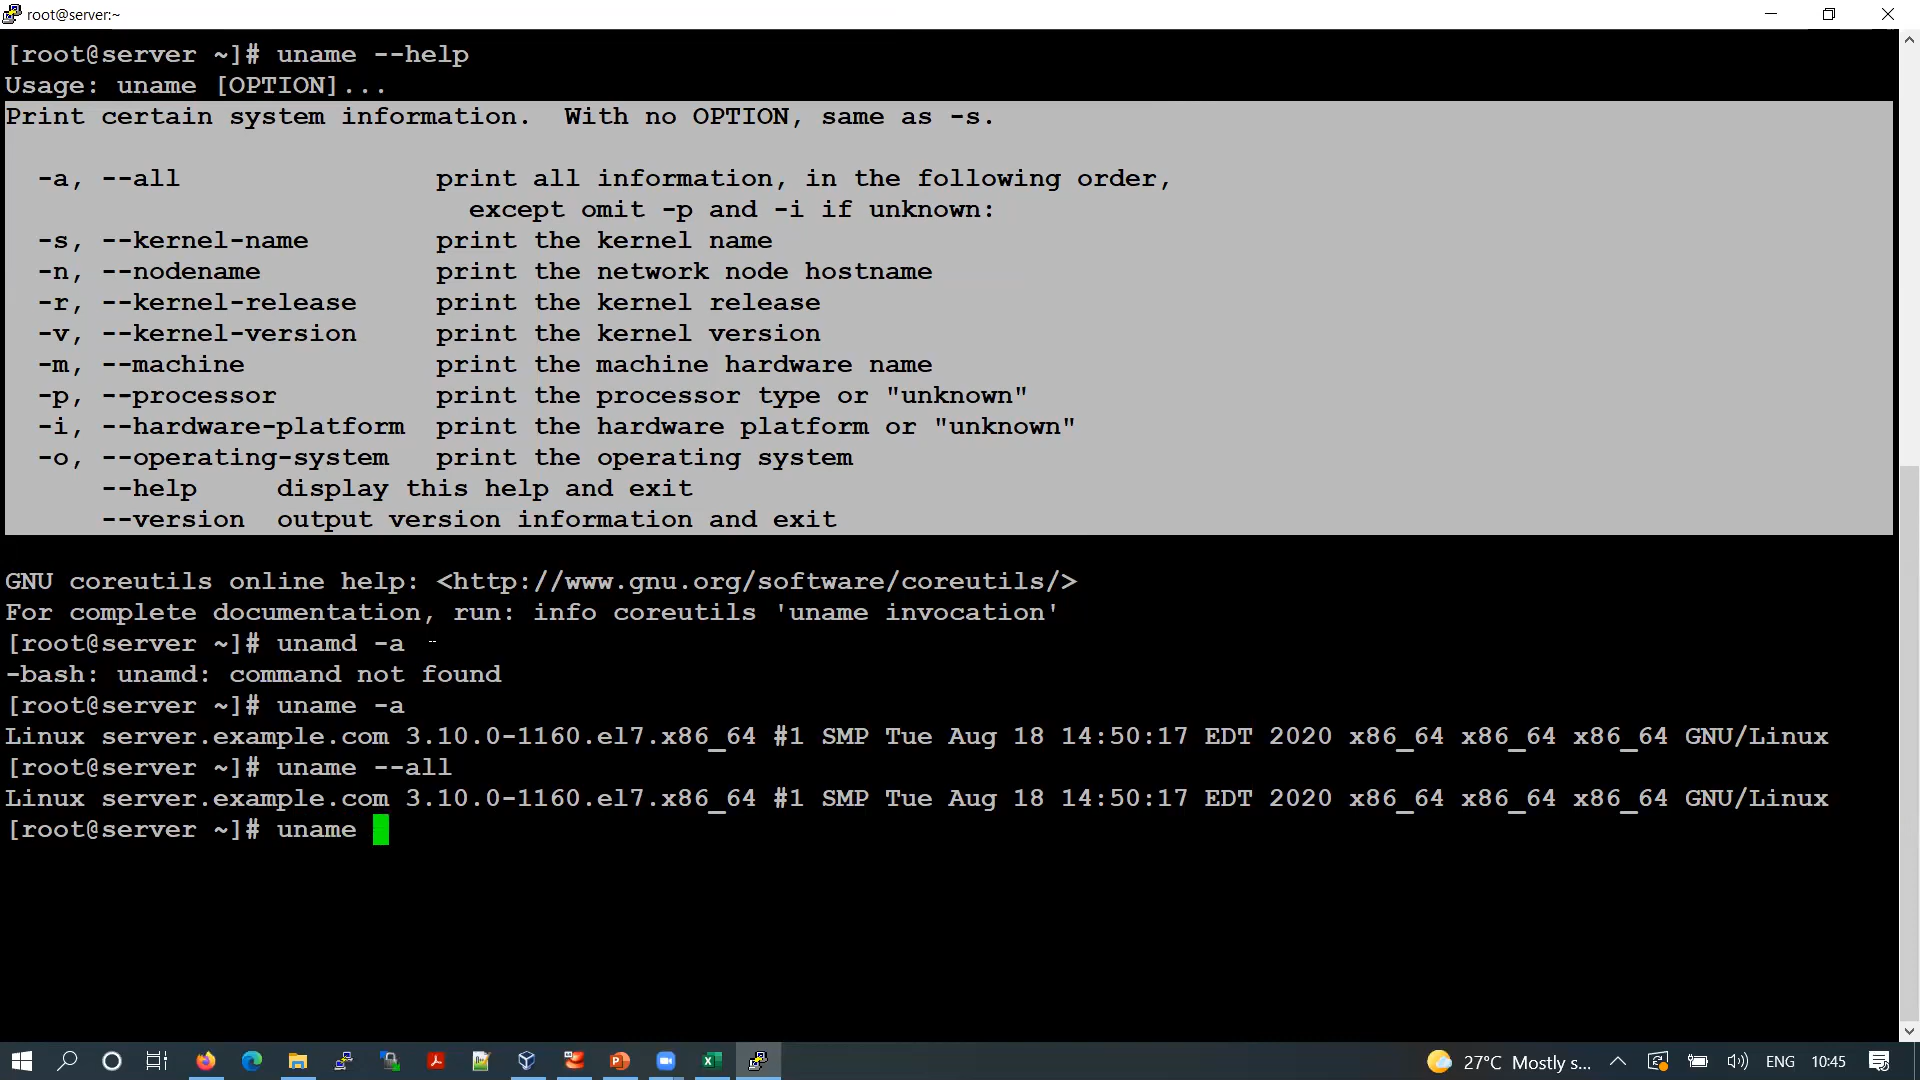 root@server:~
[root@server ~]# uname --help
Usage: uname [OPTION]...
Print certain system information.  With no OPTION, same as -s.
  -a, --all                print all information, in the following order,
                             except omit -p and -i if unknown:
  -s, --kernel-name        print the kernel name
  -n, --nodename           print the network node hostname
  -r, --kernel-release     print the kernel release
  -v, --kernel-version     print the kernel version
  -m, --machine            print the machine hardware name
  -p, --processor          print the processor type or "unknown"
  -i, --hardware-platform  print the hardware platform or "unknown"
  -o, --operating-system   print the operating system
      --help     display this help and exit
      --version  output version information and exit
GNU coreutils online help: <http://www.gnu.org/software/coreutils/>
For complete documentation, run: info coreutils 'uname invocation'
[root@server ~]# unamd -a
-bash: unamd: command not found
[root@server ~]# uname -a
Linux server.example.com 3.10.0-1160.el7.x86_64 #1 SMP Tue Aug 18 14:50:17 EDT 2020 x86_64 x86_64 x86_64 GNU/Linux
[root@server ~]# uname --all
Linux server.example.com 3.10.0-1160.el7.x86_64 #1 SMP Tue Aug 18 14:50:17 EDT 2020 x86_64 x86_64 x86_64 GNU/Linux
[root@server ~]# uname
27°C Mostly s... ENG 10:45